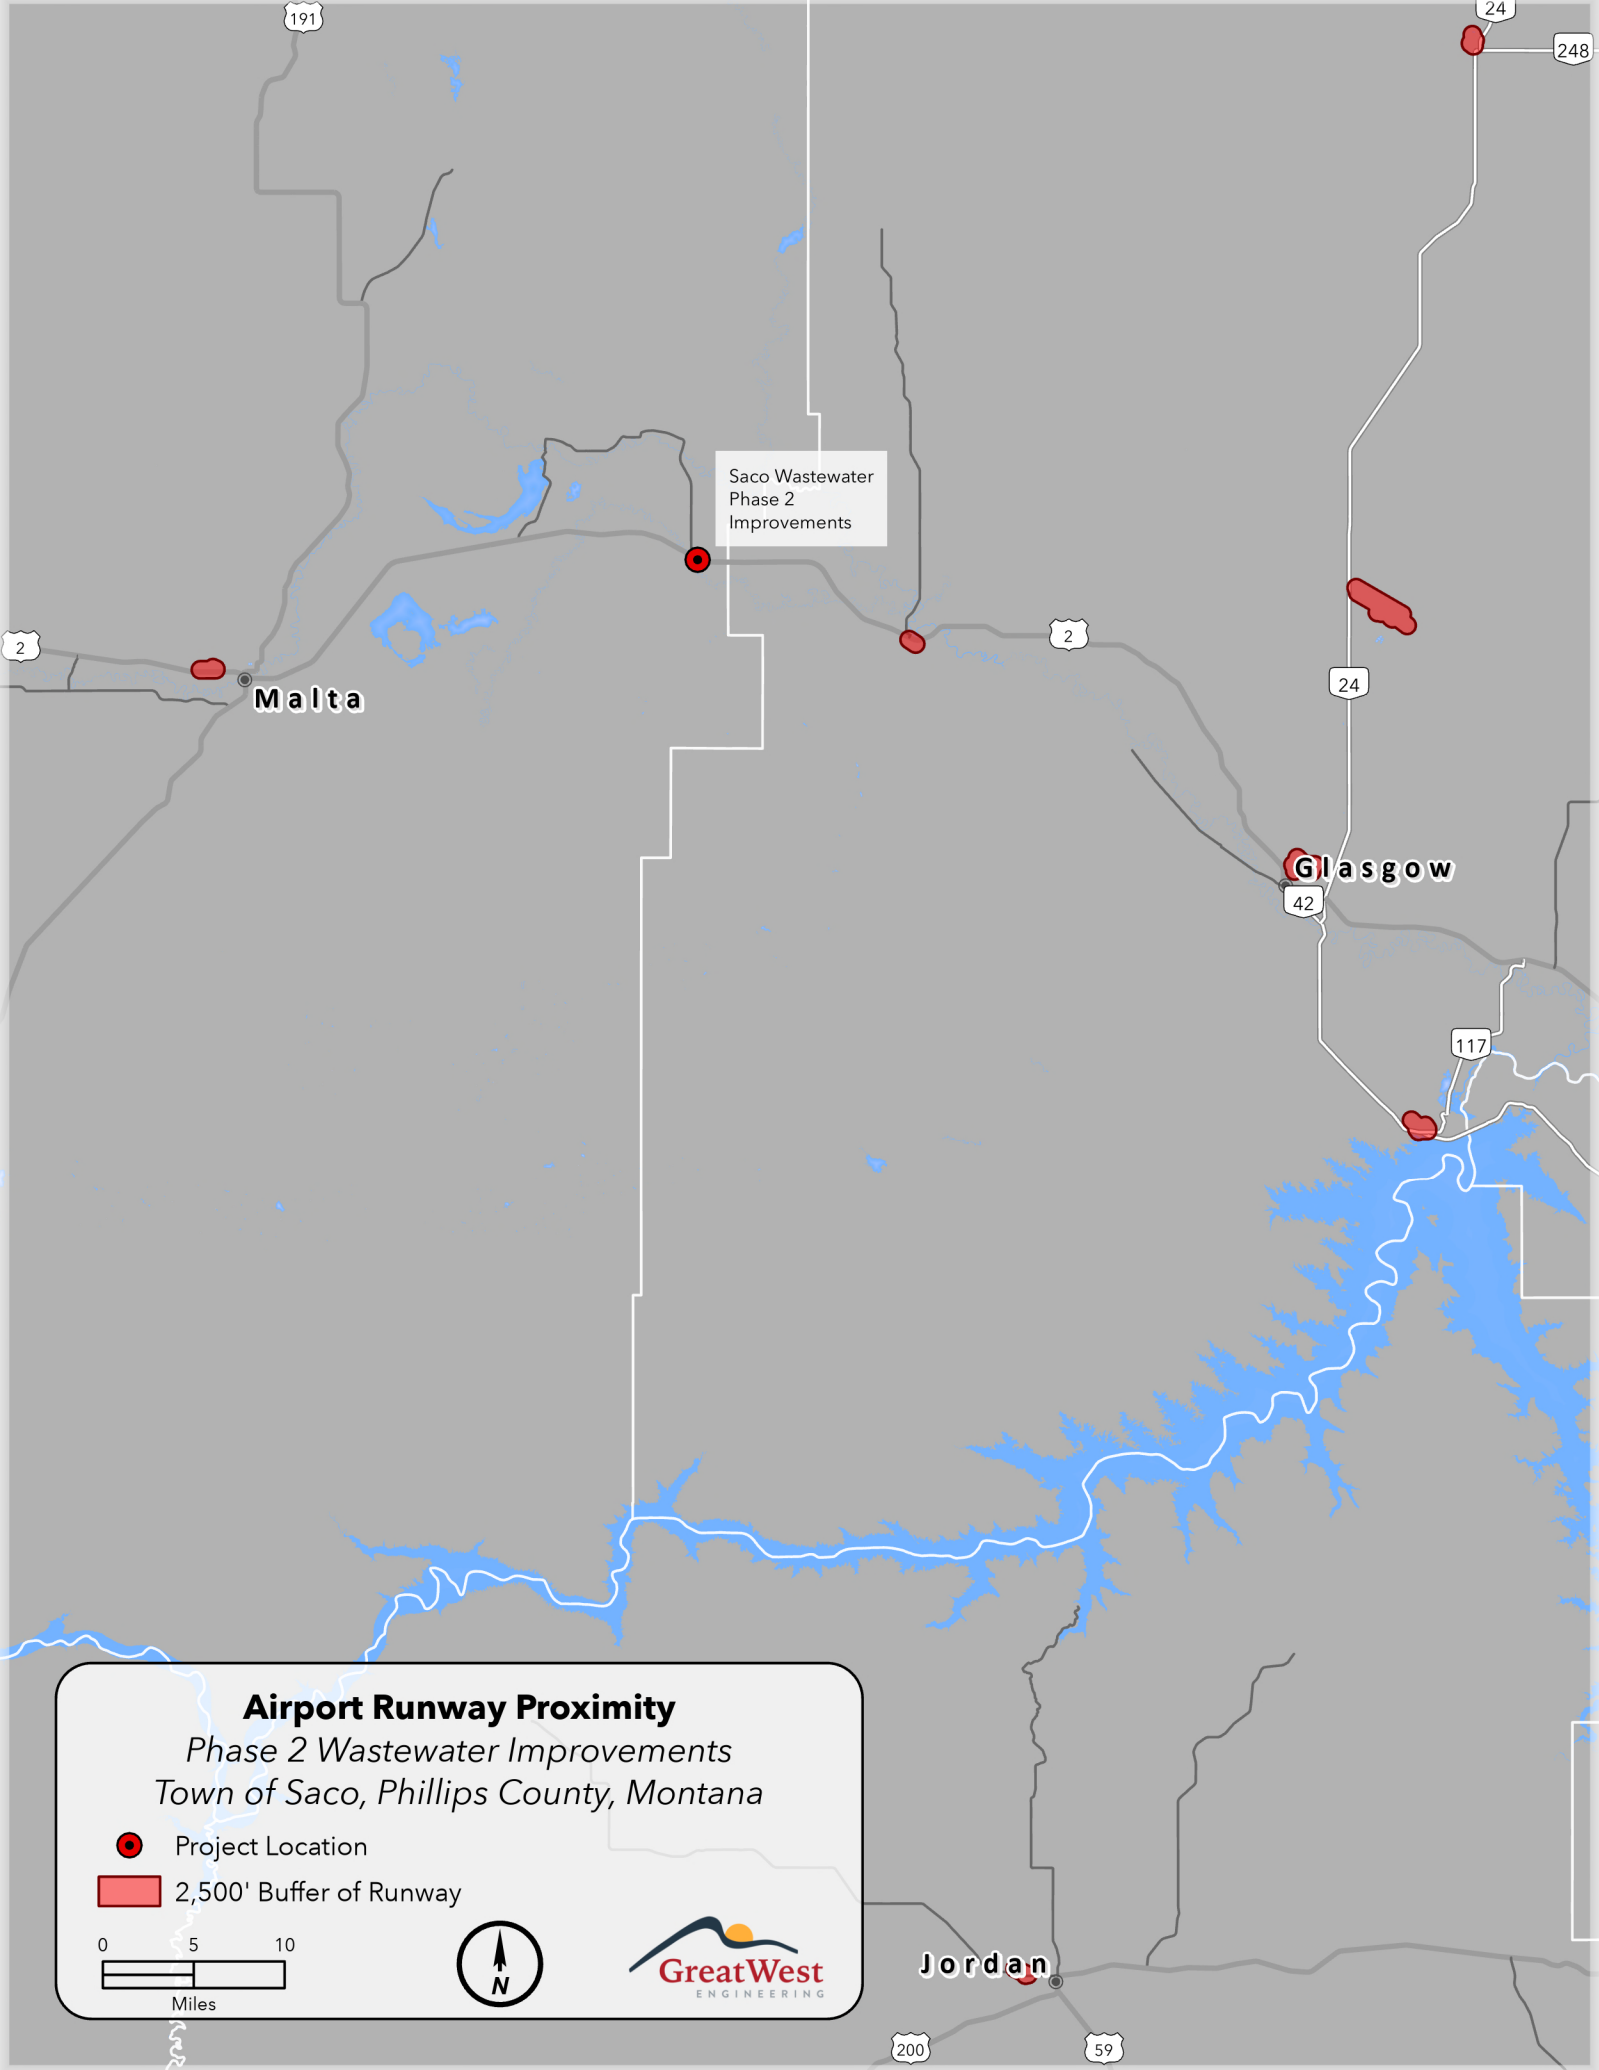 191
24
248
Saco Wastewater
Phase 2
Improvements
2
2
24
Malta
Glasgow
42
117
Airport Runway Proximity
Phase 2 Wastewater Improvements
Town of Saco, Phillips County, Montana
Project Location
2,500' Buffer of Runway
0 5 10
Miles
N
GreatWest
ENGINEERING
Jordan
200
59